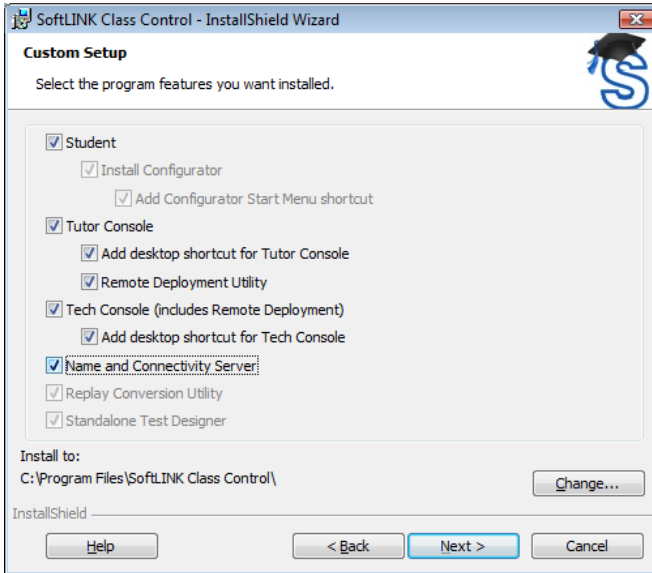 SoftLINK Class Control - InstallShield Wizard
Custom Setup
Select the program features you want installed.
Student
Install Configurator
Add Configurator Start Menu shortcut
Tutor Console
Add desktop shortcut for Tutor Console
Remote Deployment Utility
Tech Console (includes Remote Deployment)
Add desktop shortcut for Tech Console
Name and Connectivity Server
Replay Conversion Utility
Standalone Test Designer
Install to:
C:\Program Files\SoftLINK Class Control\
Change...
InstallShield
Help < Back Next > Cancel